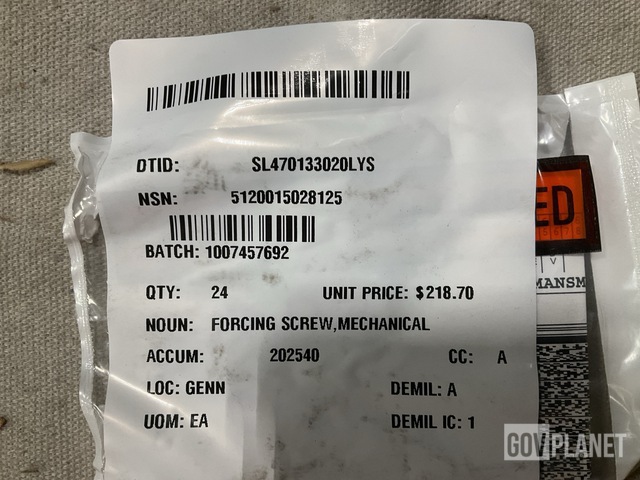 DTID: SL470133020LYS
NSN: 5120015028125
BATCH: 1007457692
QTY: 24 UNIT PRICE: $218.70
NOUN: FORCING SCREW,MECHANICAL
ACCUM: 202540 CC: A
LOC: GENN DEMIL: A
UOM: EA DEMIL IC: 1
ED
V
MANSM
GOVPLANET